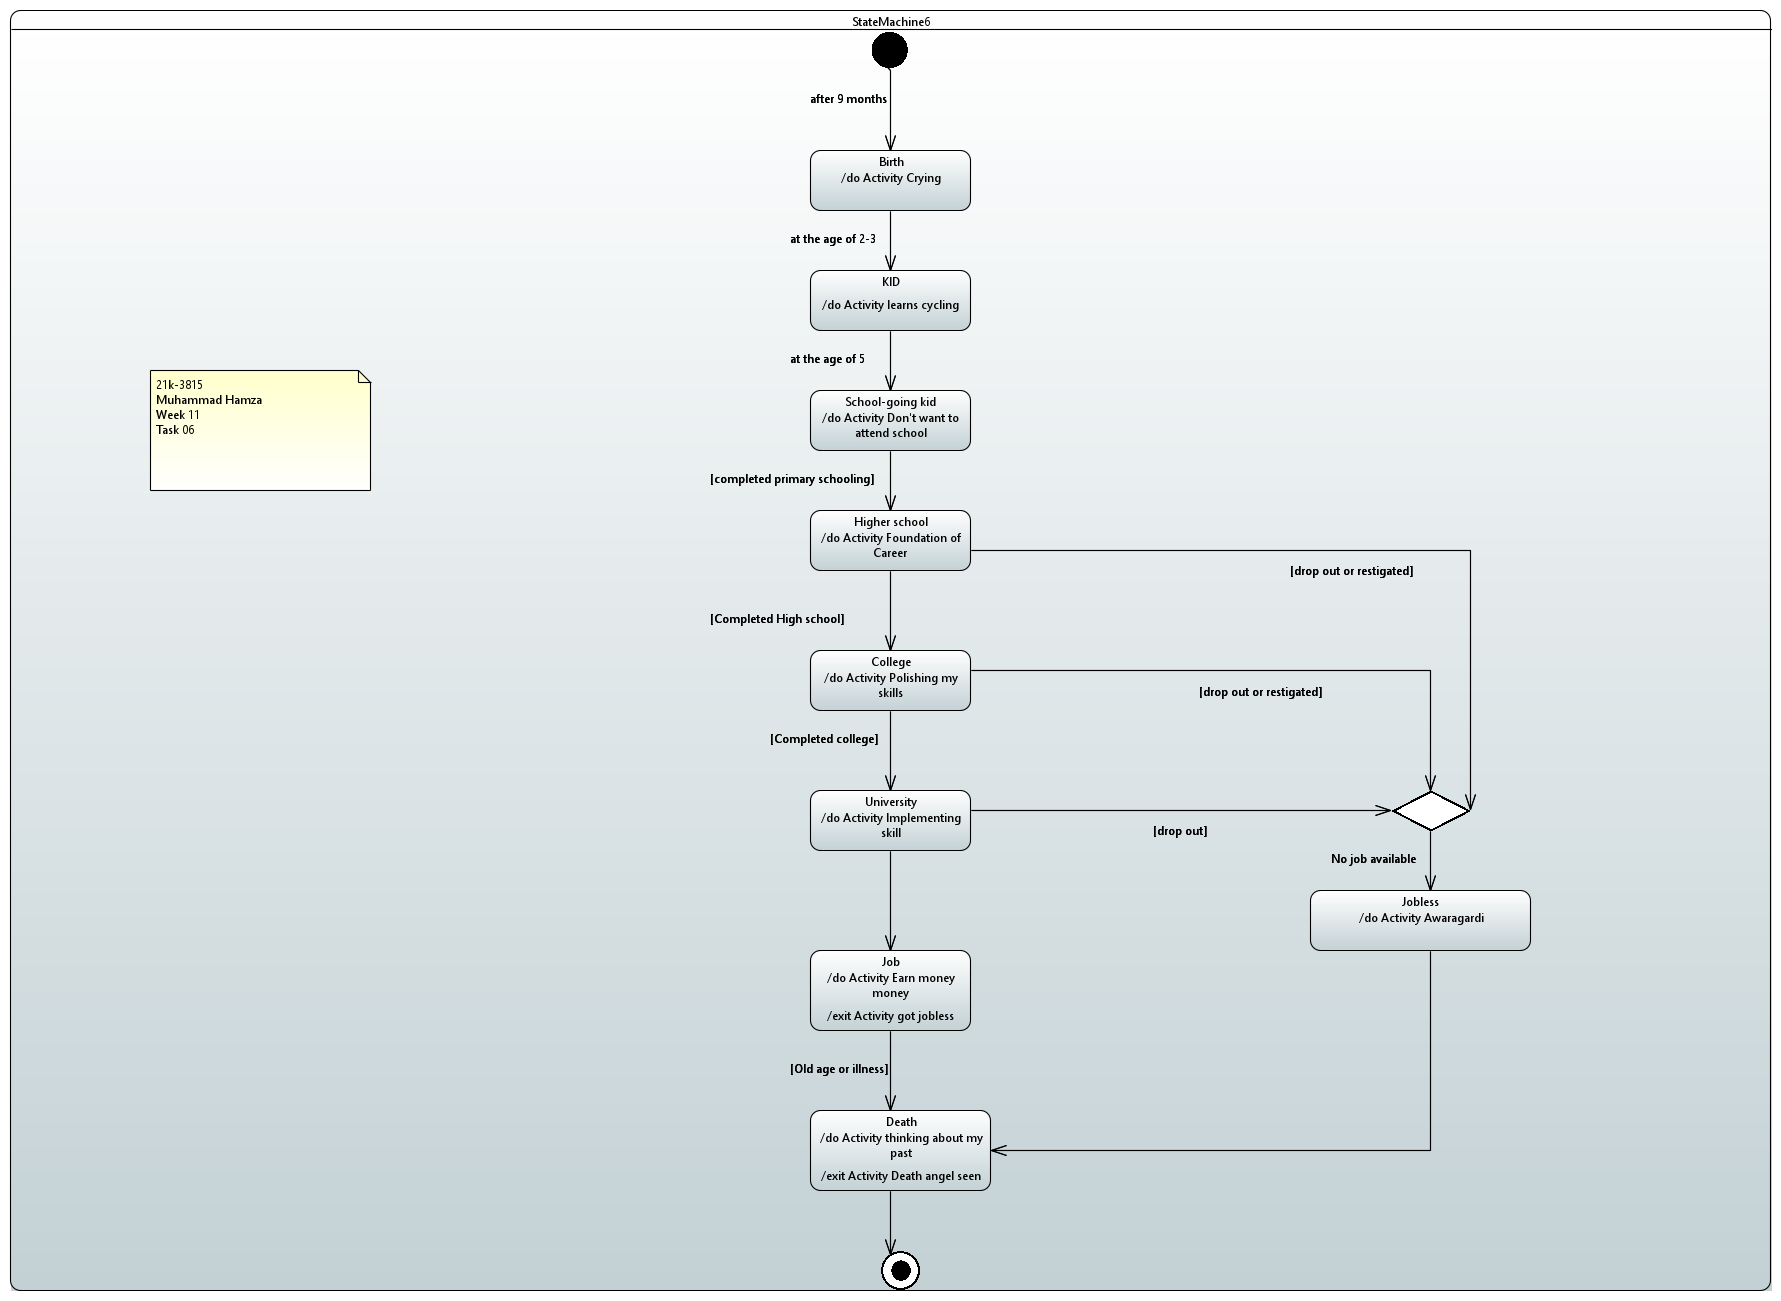 StateMachine6
after 9 months
Birth
/do Activity Crying
at the age of 2-3
KID
/do Activity learns cycling
at the age of 5
21k-3815
Muhammad Hamza
Week 11
Task 06
School-going kid
/do Activity Don't want to
attend school
[completed primary schooling]
Higher school
/do Activity Foundation of
Career
[drop out or restigated]
[Completed High school]
College
/do Activity Polishing my
skills
[drop out or restigated]
[Completed college]
University
/do Activity Implementing
skill
[drop out]
No job available
Jobless
/do Activity Awaragardi
Job
/do Activity Earn money
money
/exit Activity got jobless
[Old age or illness]
Death
/do Activity thinking about my
past
/exit Activity Death angel seen